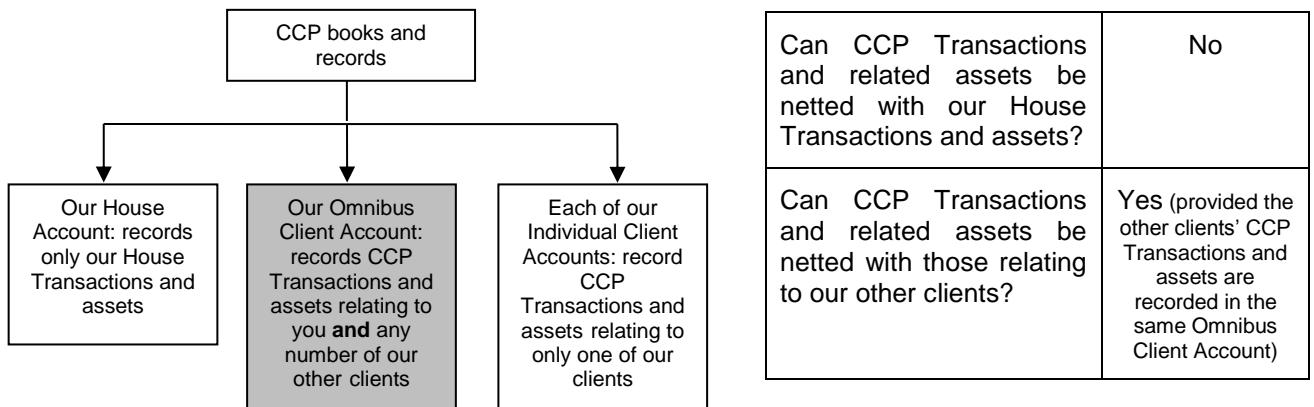 CCP books and
records
Our House
Account: records
only our House
Transactions and
assets
Our Omnibus
Client Account:
records CCP
Transactions and
assets relating to
you and any
number of our
other clients
Each of our
Individual Client
Accounts: record
CCP
Transactions and
assets relating to
only one of our
clients
Can CCP Transactions
and related assets be
netted with our House
Transactions and assets?
No
Can CCP Transactions
and related assets be
netted with those relating
to our other clients?
Yes (provided the
other clients’ CCP
Transactions and
assets are
recorded in the
same Omnibus
Client Account)